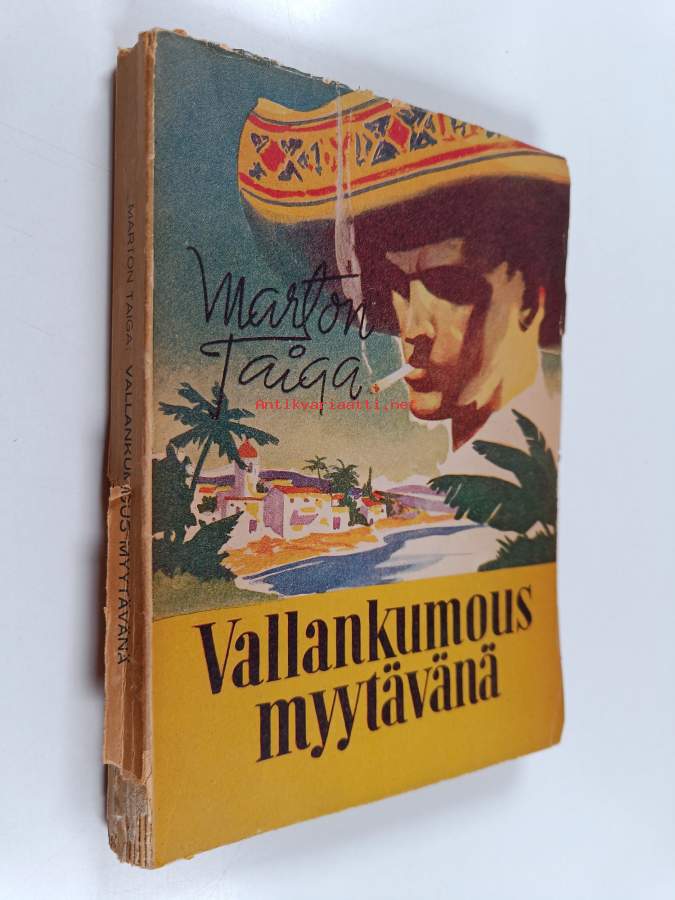 Marton
Taiga
Antikvariaatti.net
Vallankumous
myytävänä
MARTON TAIGA: VALLANKUMOUS MYYTÄVÄNÄ